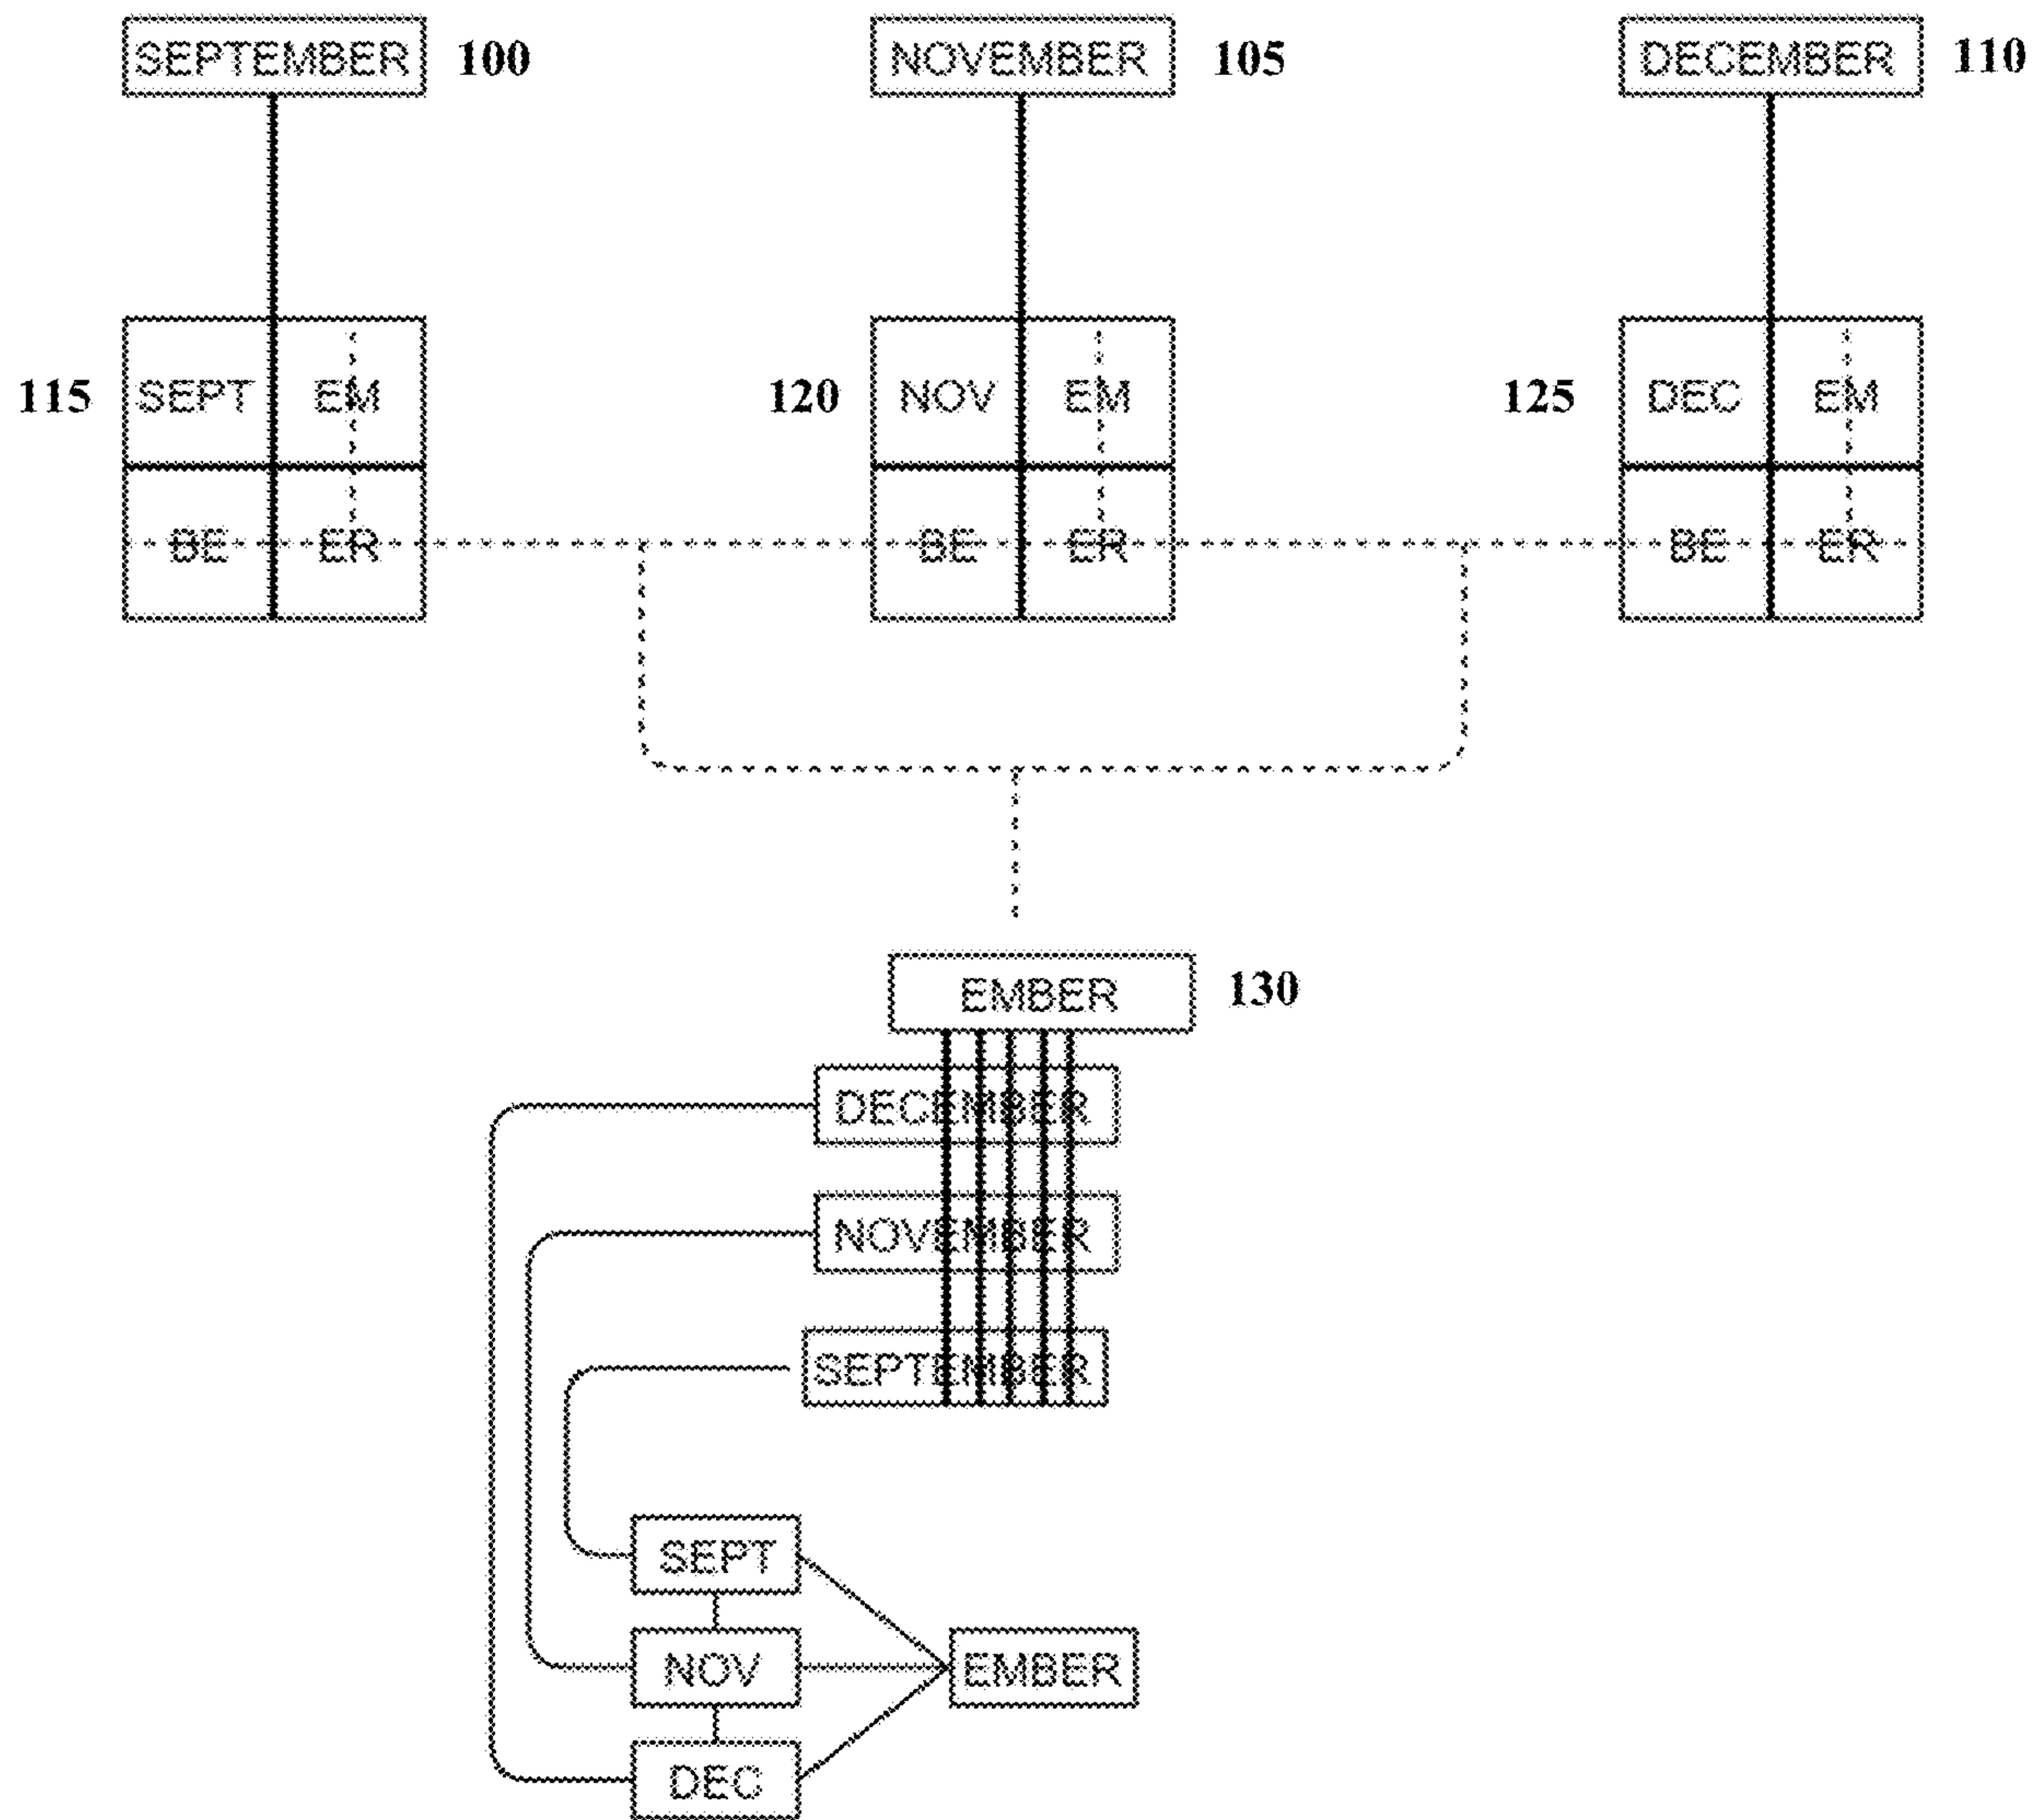 SEPTEMBER 100 NOVEMBER 105 DECEMBER 110
115 SEPT EM 120 NOV EM 125 DEC EM
BE ER BE ER BE ER
EMBER 130
DECEMBER
NOVEMBER
SEPTEMBER
SEPT
NOV EMBER
DEC